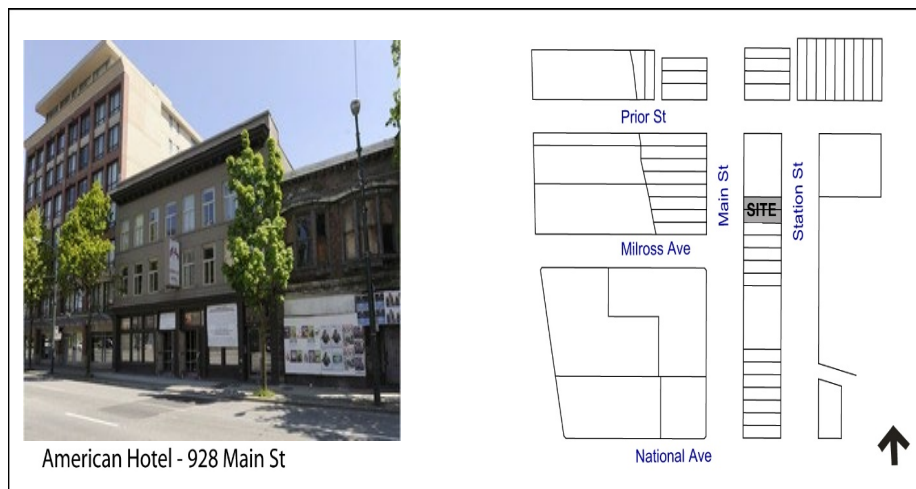 American Hotel - 928 Main St
Prior St
Main St
SITE
Station St
Milross Ave
National Ave